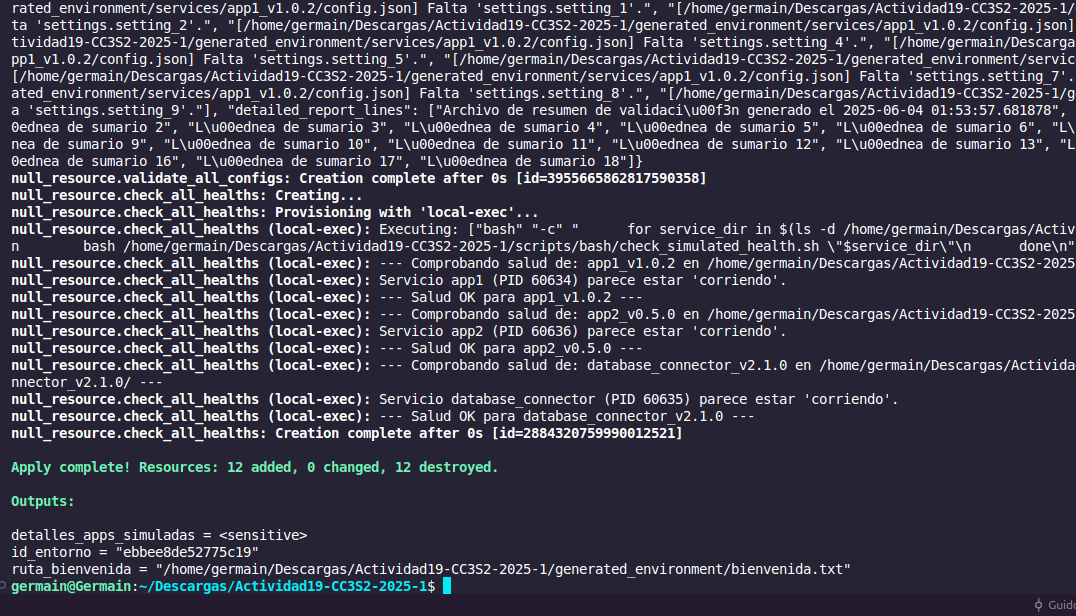 rated_environment/services/app1_v1.0.2/config.json] Falta 'settings.setting_1'.", "[/home/germain/Descargas/Actividad19-CC3S2-2025-1/
ta 'settings.setting_2'.", "[/home/germain/Descargas/Actividad19-CC3S2-2025-1/generated_environment/services/app1_v1.0.2/config.json]
tividad19-CC3S2-2025-1/generated_environment/services/app1_v1.0.2/config.json] Falta 'settings.setting_4'.", "[/home/germain/Descarga
pp1_v1.0.2/config.json] Falta 'settings.setting_5'.", "[/home/germain/Descargas/Actividad19-CC3S2-2025-1/generated_environment/servic
[/home/germain/Descargas/Actividad19-CC3S2-2025-1/generated_environment/services/app1_v1.0.2/config.json] Falta 'settings.setting_7'.
ated_environment/services/app1_v1.0.2/config.json] Falta 'settings.setting_8'.", "[/home/germain/Descargas/Actividad19-CC3S2-2025-1/g
a 'settings.setting_9'."], "detailed_report_lines": ["Archivo de resumen de validaci\u00f3n generado el 2025-06-04 01:53:57.681878",
0ednea de sumario 2", "L\u00ednea de sumario 3", "L\u00ednea de sumario 4", "L\u00ednea de sumario 5", "L\u00ednea de sumario 6", "L\
nea de sumario 9", "L\u00ednea de sumario 10", "L\u00ednea de sumario 11", "L\u00ednea de sumario 12", "L\u00ednea de sumario 13", "L
0ednea de sumario 16", "L\u00ednea de sumario 17", "L\u00ednea de sumario 18"]}
null_resource.validate_all_configs: Creation complete after 0s [id=3955665862817590358]
null_resource.check_all_healths: Creating...
null_resource.check_all_healths: Provisioning with 'local-exec'...
null_resource.check_all_healths (local-exec): Executing: ["bash" "-c" "      for service_dir in $(ls -d /home/germain/Descargas/Activ
n        bash /home/germain/Descargas/Actividad19-CC3S2-2025-1/scripts/bash/check_simulated_health.sh \"$service_dir\"\n      done\n"
null_resource.check_all_healths (local-exec): --- Comprobando salud de: app1_v1.0.2 en /home/germain/Descargas/Actividad19-CC3S2-2025
null_resource.check_all_healths (local-exec): Servicio app1 (PID 60634) parece estar 'corriendo'.
null_resource.check_all_healths (local-exec): --- Salud OK para app1_v1.0.2 ---
null_resource.check_all_healths (local-exec): --- Comprobando salud de: app2_v0.5.0 en /home/germain/Descargas/Actividad19-CC3S2-2025
null_resource.check_all_healths (local-exec): Servicio app2 (PID 60636) parece estar 'corriendo'.
null_resource.check_all_healths (local-exec): --- Salud OK para app2_v0.5.0 ---
null_resource.check_all_healths (local-exec): --- Comprobando salud de: database_connector_v2.1.0 en /home/germain/Descargas/Activida
nnector_v2.1.0/ ---
null_resource.check_all_healths (local-exec): Servicio database_connector (PID 60635) parece estar 'corriendo'.
null_resource.check_all_healths (local-exec): --- Salud OK para database_connector_v2.1.0 ---
null_resource.check_all_healths: Creation complete after 0s [id=2884320759990012521]
Apply complete! Resources: 12 added, 0 changed, 12 destroyed.
Outputs:
detalles_apps_simuladas = <sensitive>
id_entorno = "ebbee8de52775c19"
ruta_bienvenida = "/home/germain/Descargas/Actividad19-CC3S2-2025-1/generated_environment/bienvenida.txt"
germain@Germain:~/Descargas/Actividad19-CC3S2-2025-1$
Guido